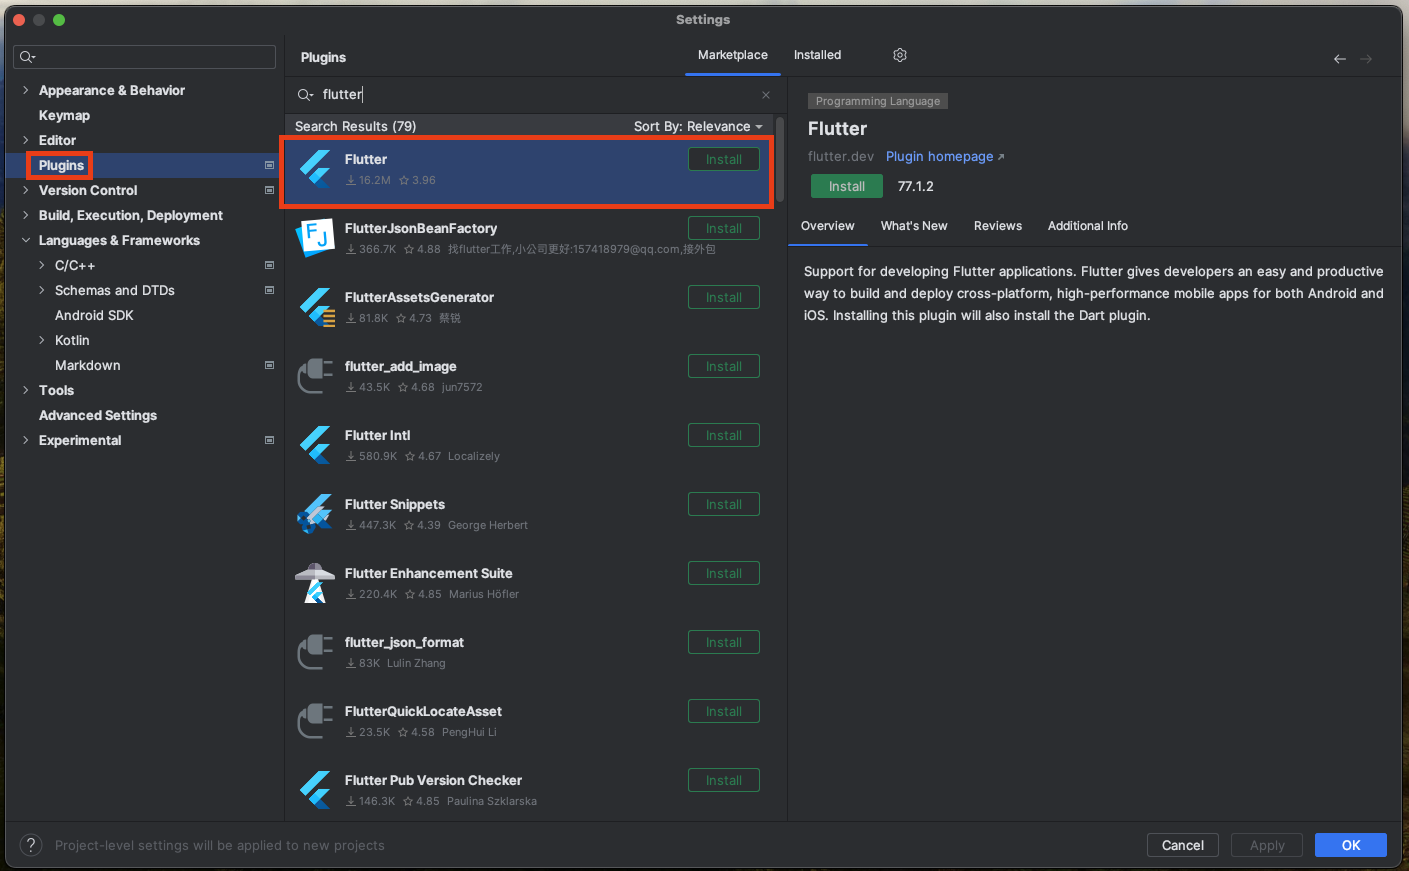 Settings
Appearance & Behavior
Keymap
Editor
Plugins
Version Control
Build, Execution, Deployment
Languages & Frameworks
C/C++
Schemas and DTDs
Android SDK
Kotlin
Markdown
Tools
Advanced Settings
Experimental
Plugins
Marketplace
Installed
flutter
Search Results (79)
Sort By: Relevance
Flutter
Install
16.2M 3.96
FlutterJsonBeanFactory
Install
366.7K 4.88 找flutter工作,小公司更好:157418979@qq.com,接外包
FlutterAssetsGenerator
Install
81.8K 4.73 蔡锐
flutter_add_image
Install
43.5K 4.68 jun7572
Flutter Intl
Install
580.9K 4.67 Localizely
Flutter Snippets
Install
447.3K 4.39 George Herbert
Flutter Enhancement Suite
Install
220.4K 4.85 Marius Höfler
flutter_json_format
Install
83K Lulin Zhang
FlutterQuickLocateAsset
Install
23.5K 4.58 PengHui Li
Flutter Pub Version Checker
Install
146.3K 4.85 Paulina Szklarska
Programming Language
Flutter
flutter.dev Plugin homepage
Install 77.1.2
Overview
What's New
Reviews
Additional Info
Support for developing Flutter applications. Flutter gives developers an easy and productive
way to build and deploy cross-platform, high-performance mobile apps for both Android and
iOS. Installing this plugin will also install the Dart plugin.
? Project-level settings will be applied to new projects
Cancel
Apply
OK